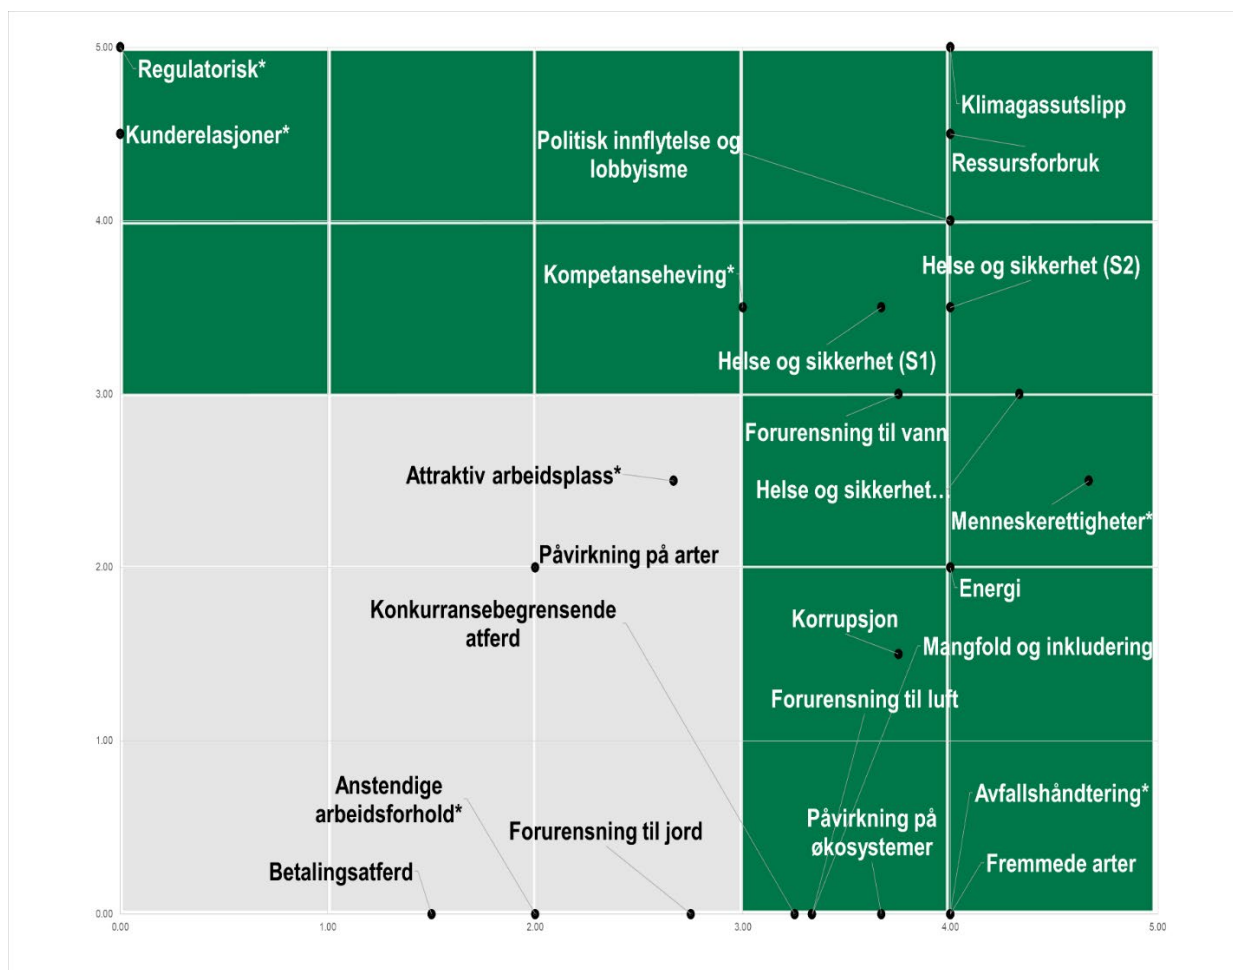 5.00
Regulatorisk*
Klimagassutslipp
Kunderelasjoner*
Politisk innflytelse og
lobbyisme
Ressursforbruk
4.00
Helse og sikkerhet (S2)
Kompetanseheving*
Helse og sikkerhet (S1)
3.00
Forurensning til vann
Attraktiv arbeidsplass*
Helse og sikkerhet...
Menneskerettigheter*
2.00
Påvirkning på arter
Energi
Konkurransebegrensende
atferd
Korrupsjon
Mangfold og inkludering
Forurensning til luft
1.00
Anstendige
arbeidsforhold*
Avfallshåndtering*
Forurensning til jord
Påvirkning på
økosystemer
Fremmede arter
Betalingsatferd
0.00
0.00 1.00 2.00 3.00 4.00 5.00